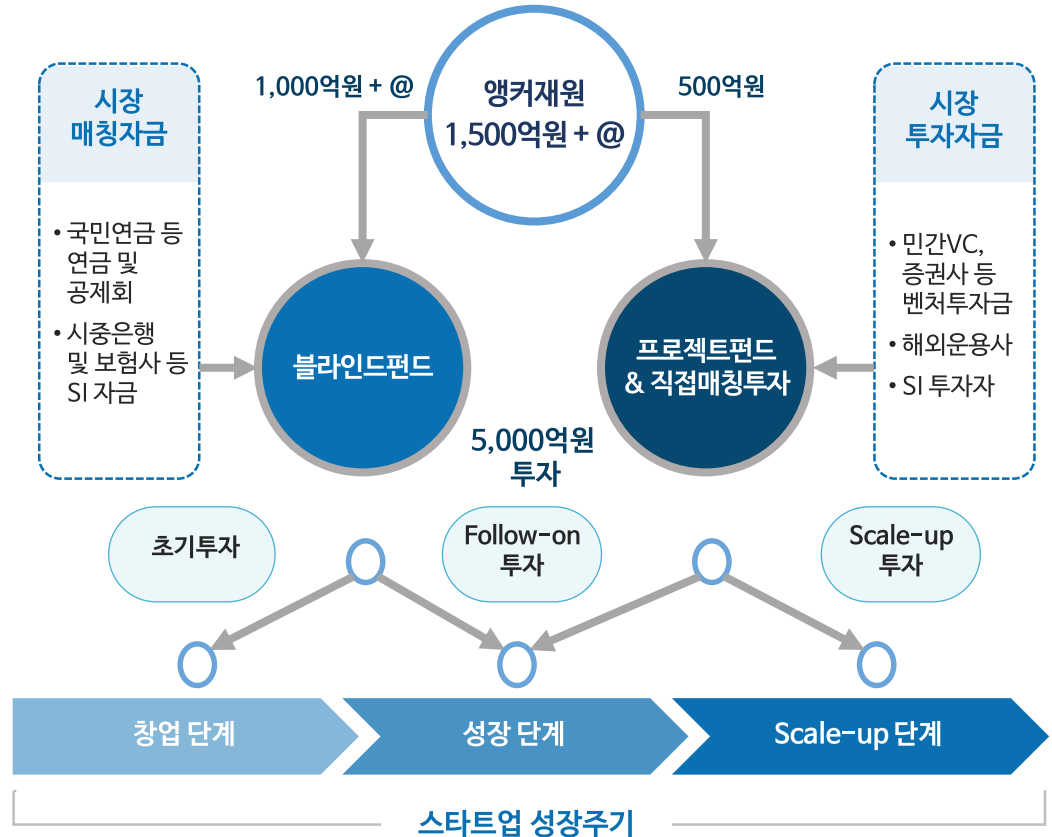 앵커재원
1,500억원 + @
1,000억원 + @
500억원
시장
매칭자금
• 국민연금 등
연금 및
공제회
• 시중은행
및 보험사 등
SI 자금
시장
투자자금
• 민간VC,
증권사 등
벤처투자금
• 해외운용사
• SI 투자자
블라인드펀드
프로젝트펀드
& 직접매칭투자
5,000억원
투자
초기투자
Follow-on
투자
Scale-up
투자
창업 단계
성장 단계
Scale-up 단계
스타트업 성장주기